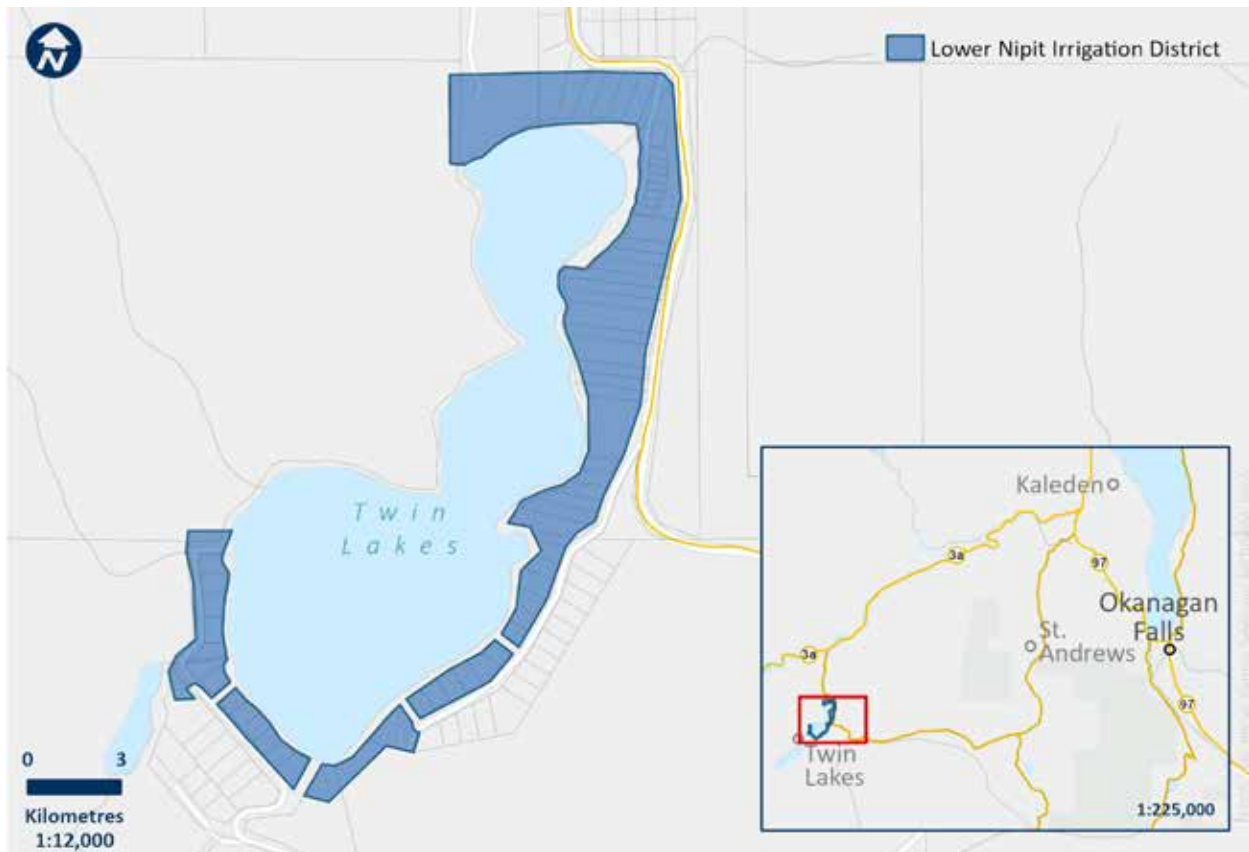 N
Lower Nipit Irrigation District
Twin
Lakes
0 3
Kilometres
1:12,000
Kaleden
3a
97
Okanagan
Falls
St.
Andrews
3a
97
Twin
Lakes
1:225,000